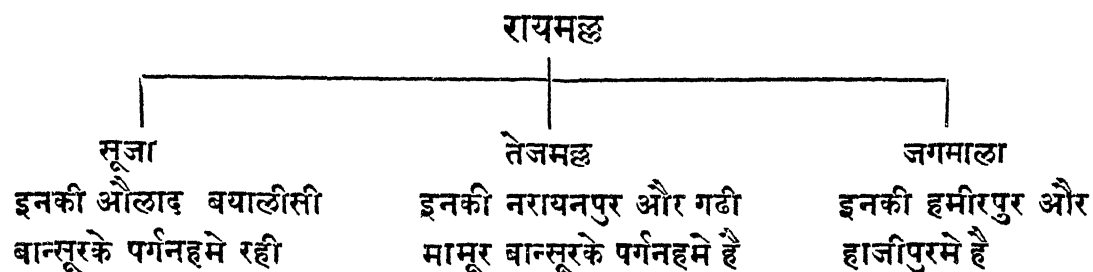 रायमल्ल
सूजा
इनकी औलाद बयालीसी
बान्सूरके पर्गनहमे रही
तेजमल्ल
इनकी नरायनपुर और गढी
मामूर बान्सूरके पर्गनहमे है
जगमाला
इनकी हमीरपुर और
हाजीपुरमे है